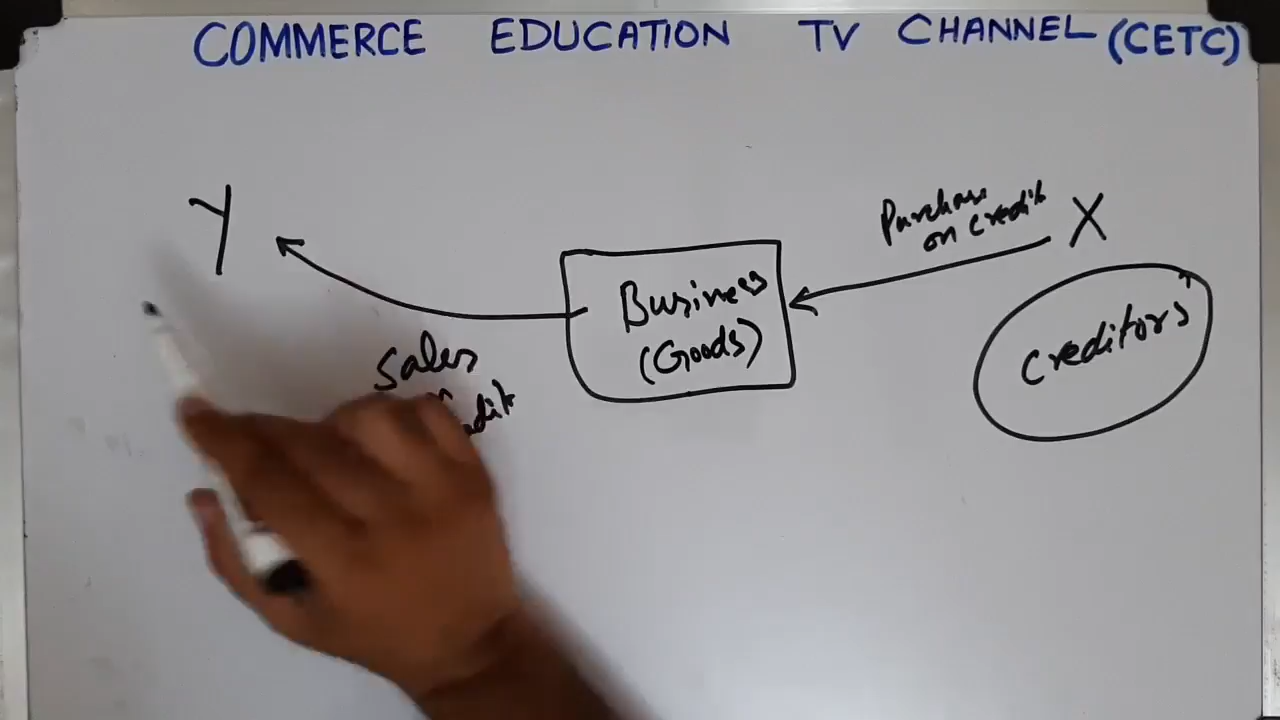 COMMERCE EDUCATION TV CHANNEL (CETC)
Y
Purchase
on credit
X
Business
(Goods)
Creditors
Sales